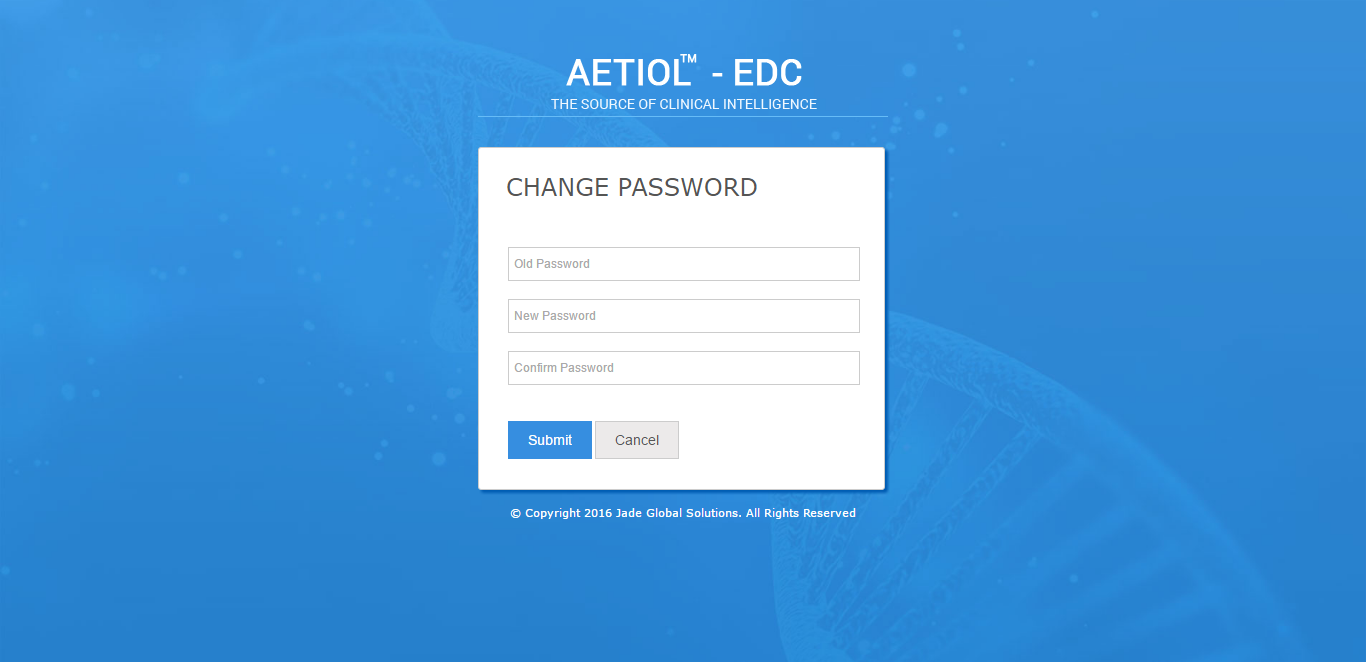 AETIOL™ - EDC
THE SOURCE OF CLINICAL INTELLIGENCE
CHANGE PASSWORD
Old Password
New Password
Confirm Password
Submit Cancel
© Copyright 2016 Jade Global Solutions. All Rights Reserved